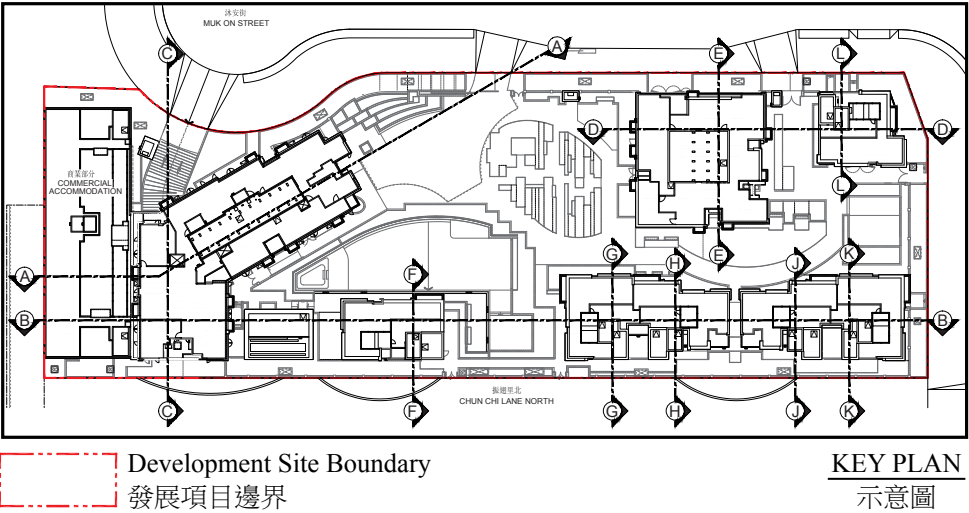 沐安街
MUK ON STREET
C
A
E
L
D
D
商業部分
COMMERCIAL
ACCOMMODATION
L
A
F
G
H
E
J
K
B
B
振翅里北
CHUN CHI LANE NORTH
C
F
G
H
J
K
Development Site Boundary
發展項目邊界
KEY PLAN
示意圖